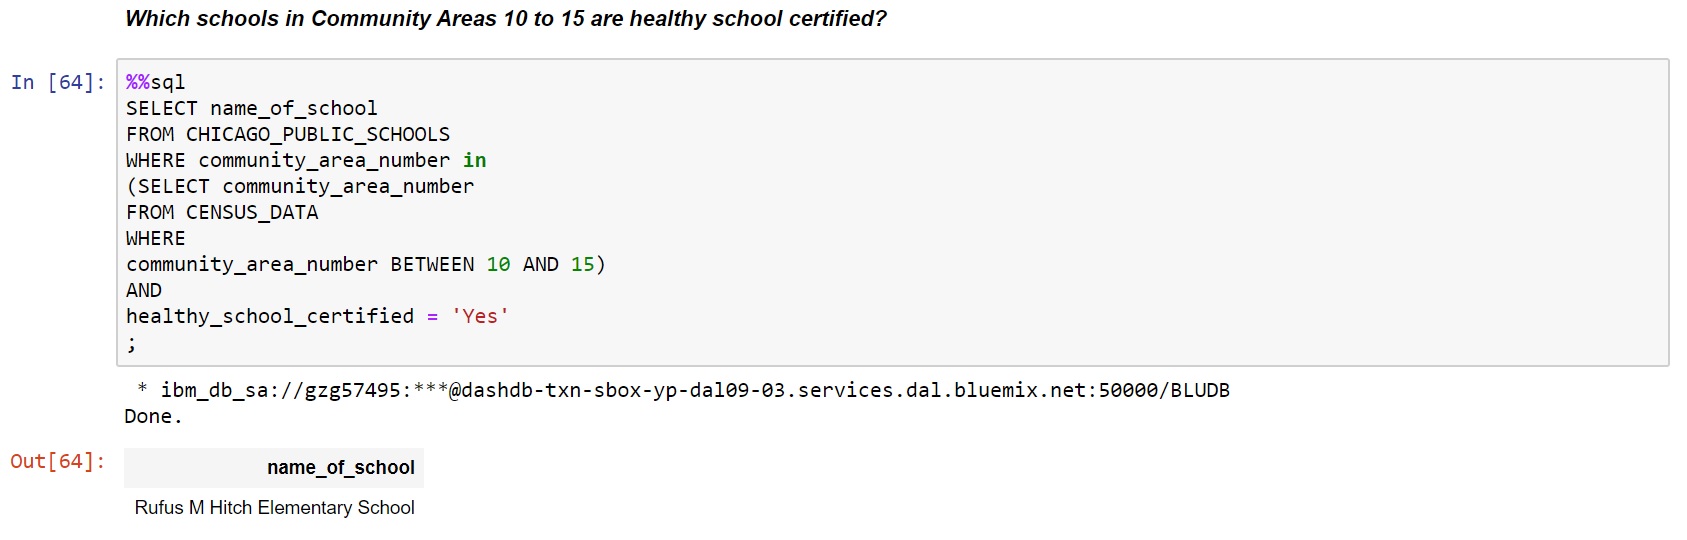 Which schools in Community Areas 10 to 15 are healthy school certified?
In [64]:
%%sql
SELECT name_of_school
FROM CHICAGO_PUBLIC_SCHOOLS
WHERE community_area_number in
(SELECT community_area_number
FROM CENSUS_DATA
WHERE
community_area_number BETWEEN 10 AND 15)
AND
healthy_school_certified = 'Yes'
;
* ibm_db_sa://gzg57495:***@dashdb-txn-sbox-yp-dal09-03.services.dal.bluemix.net:50000/BLUDB
Done.
Out[64]:
name_of_school
Rufus M Hitch Elementary School